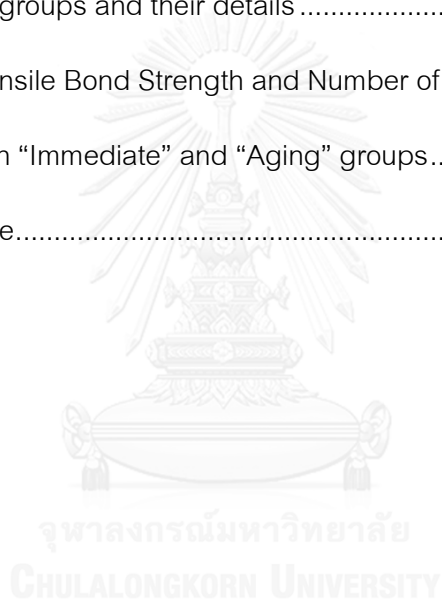 groups and their details ....................
nsile Bond Strength and Number of
n “Immediate” and “Aging” groups..
e........................................................
จุฬาลงกรณ์มหาวิทยาลัย
CHULALONGKORN UNIVERSITY